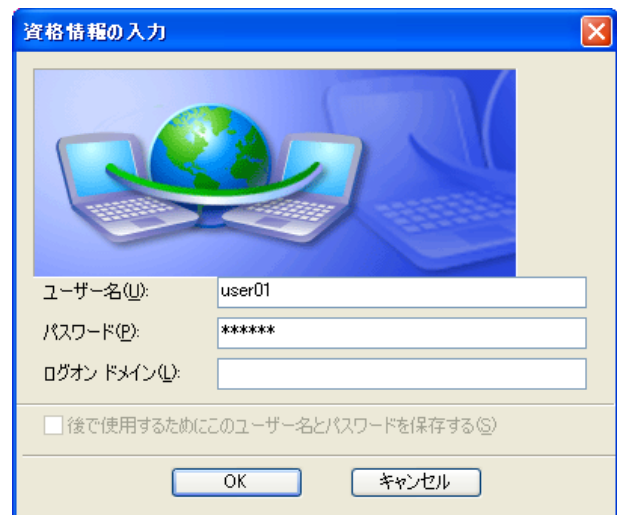 資格情報の入力
ユーザー名(U): user01
パスワード(P): ******
ログオン ドメイン(L):
後で使用するためにこのユーザー名とパスワードを保存する(S)
OK キャンセル